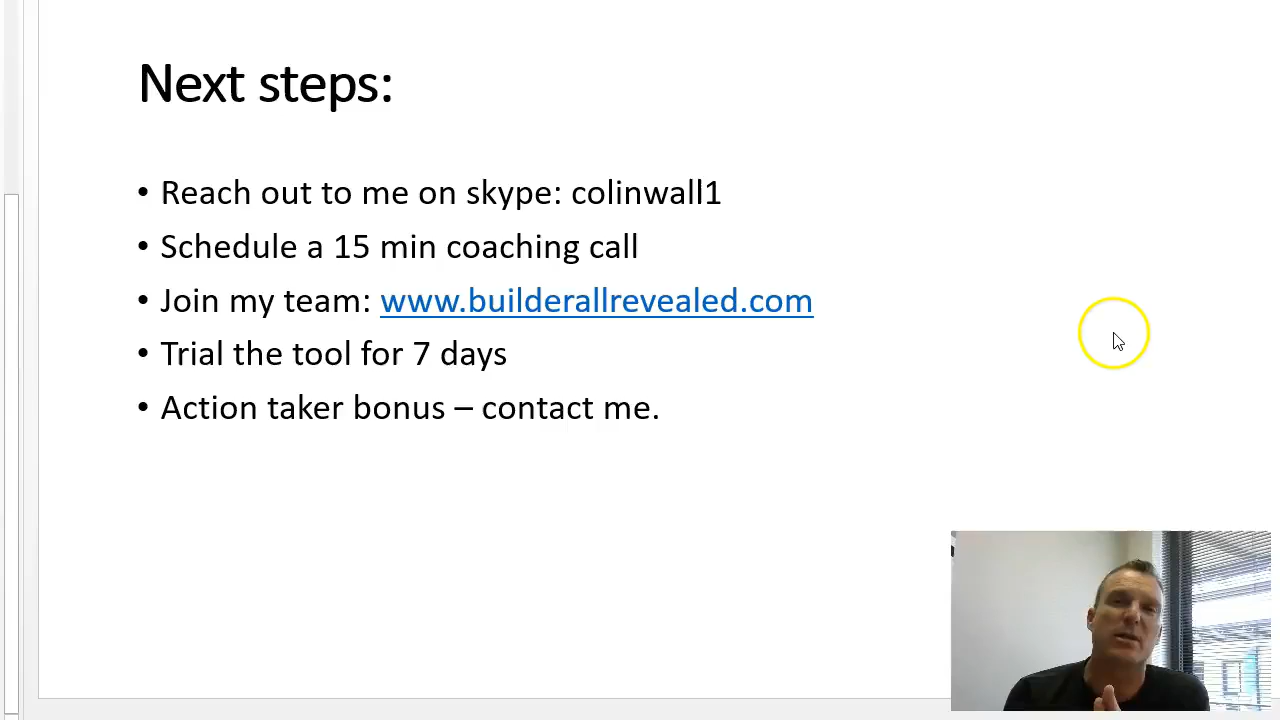 Next steps:
• Reach out to me on skype: colinwall1
• Schedule a 15 min coaching call
• Join my team: www.builderallrevealed.com
• Trial the tool for 7 days
• Action taker bonus – contact me.